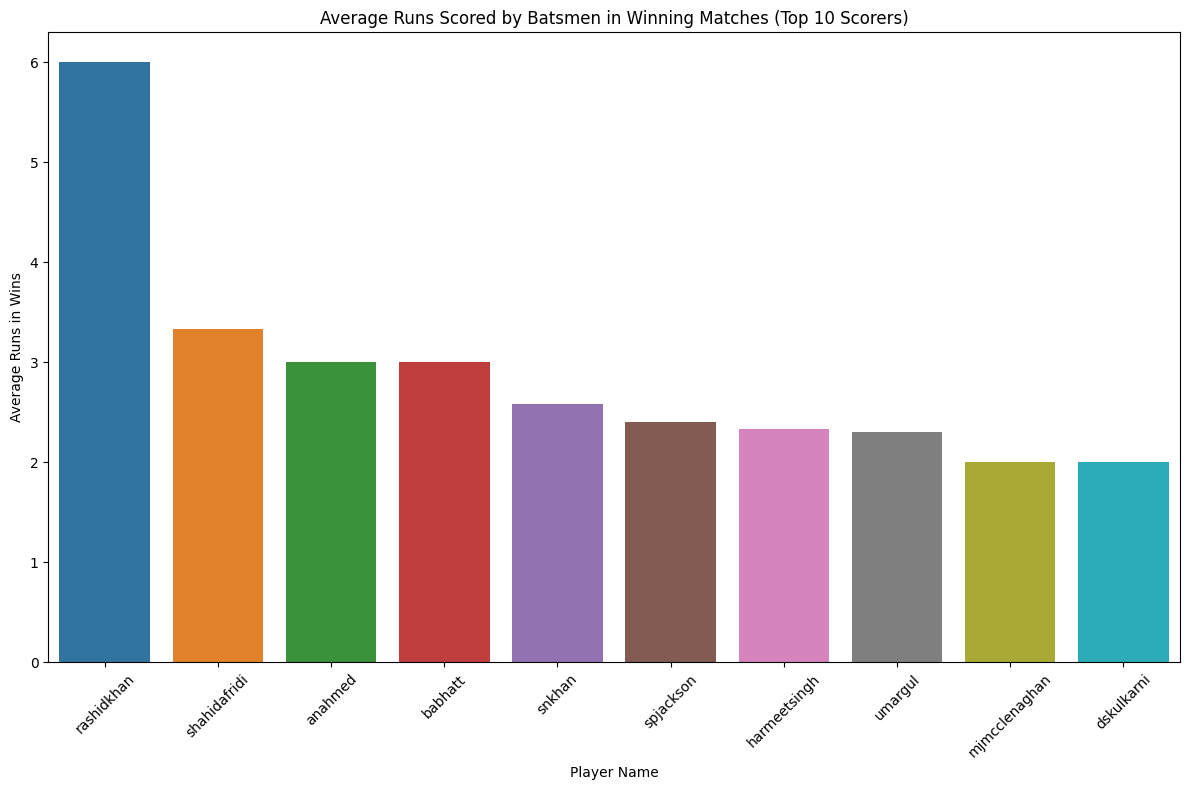 Average Runs Scored by Batsmen in Winning Matches (Top 10 Scorers)
Average Runs in Wins
6
5
4
3
2
1
0
rashidkhan
shahidafridi
anahmed
babhatt
snkhan
spjackson
harmeetsingh
umargul
mjmcclenaghan
dskulkarni
Player Name